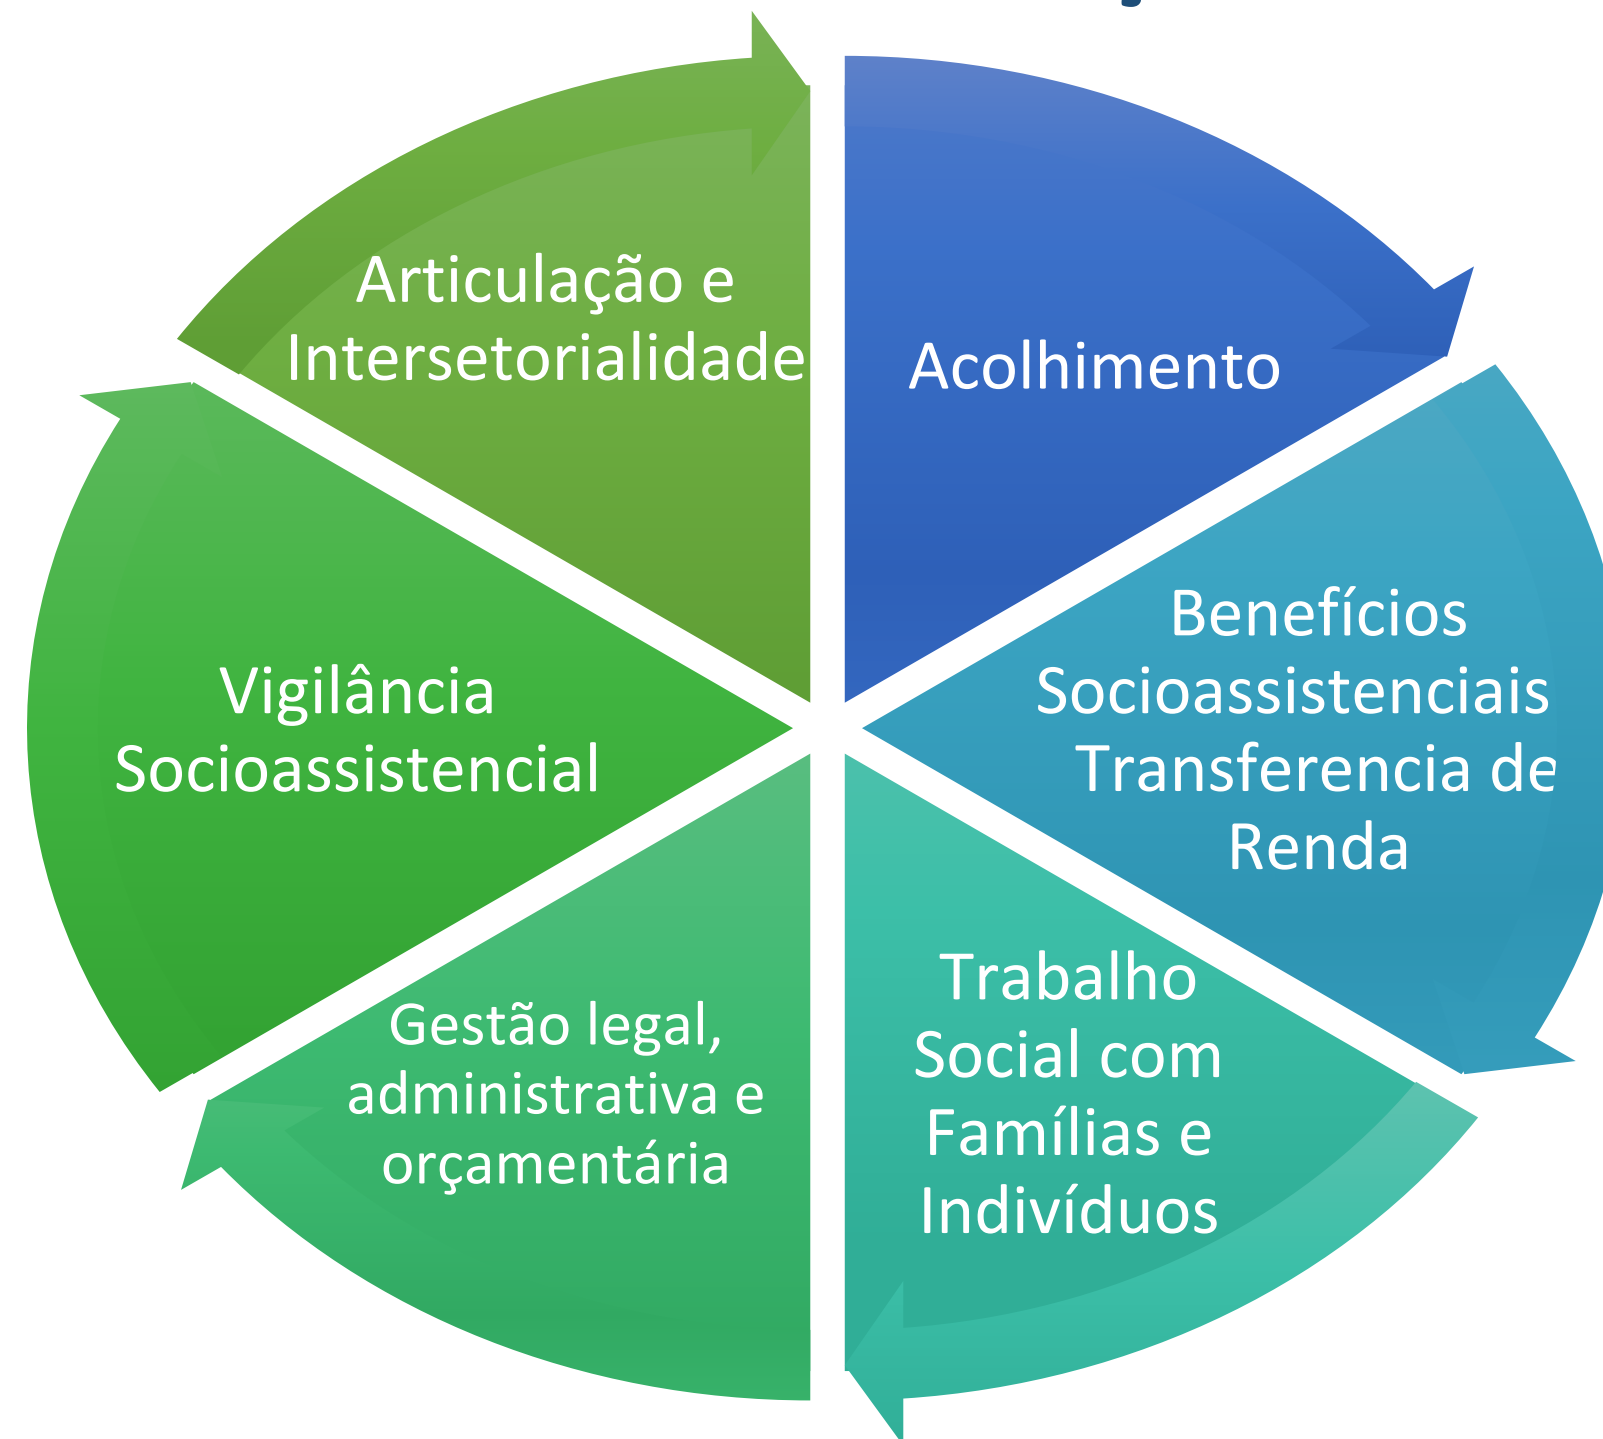 Acolhimento
Benefícios
Socioassistenciais
Transferencia de
Renda
Trabalho
Social com
Famílias e
Indivíduos
Gestão legal,
administrativa e
orçamentária
Vigilância
Socioassistencial
Articulação e
Intersetorialidade